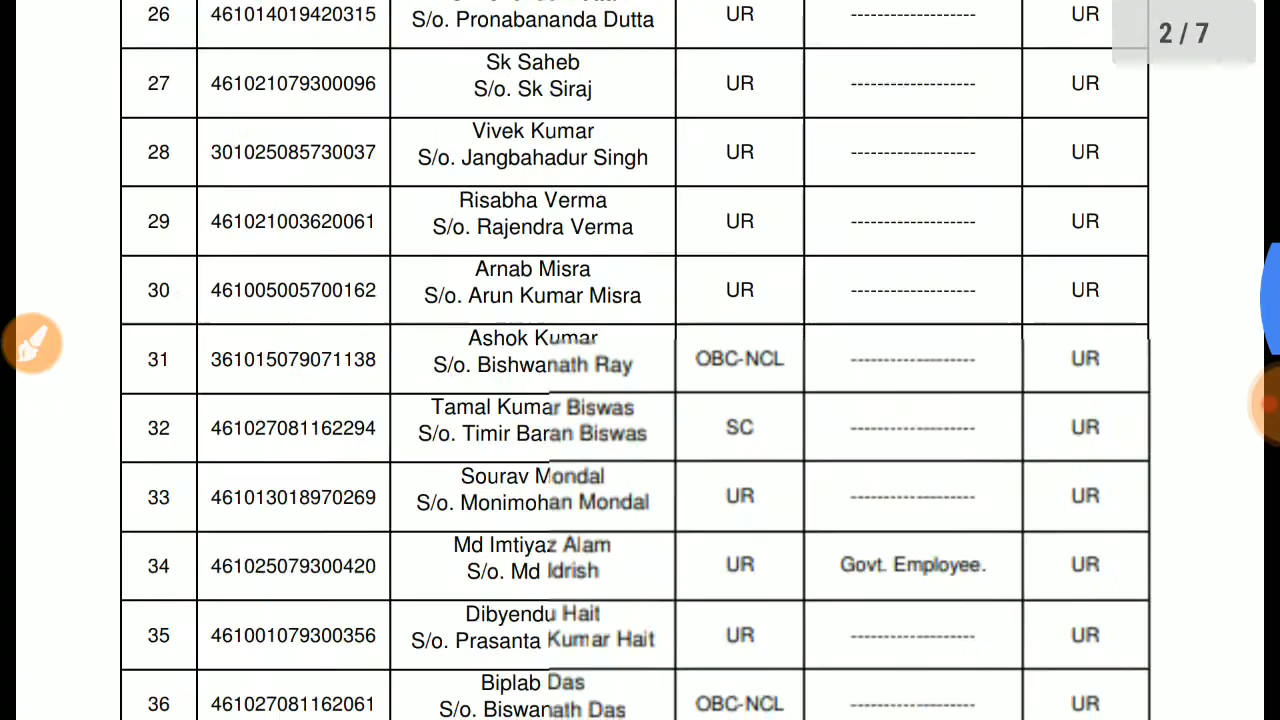 2 / 7
26 461014019420315 S/o. Pronabananda Dutta UR ------------------- UR
Sk Saheb
27 461021079300096 S/o. Sk Siraj UR ------------------- UR
Vivek Kumar
28 301025085730037 S/o. Jangbahadur Singh UR ------------------- UR
Risabha Verma
29 461021003620061 S/o. Rajendra Verma UR ------------------- UR
Arnab Misra
30 461005005700162 S/o. Arun Kumar Misra UR ------------------- UR
Ashok Kumar
31 361015079071138 S/o. Bishwanath Ray OBC-NCL ------------------- UR
Tamal Kumar Biswas
32 461027081162294 S/o. Timir Baran Biswas SC ------------------- UR
Sourav Mondal
33 461013018970269 S/o. Monimohan Mondal UR ------------------- UR
Md Imtiyaz Alam
34 461025079300420 S/o. Md Idrish UR Govt. Employee. UR
Dibyendu Hait
35 461001079300356 S/o. Prasanta Kumar Hait UR ------------------- UR
Biplab Das
36 461027081162061 S/o. Biswanath Das OBC-NCL ------------------- UR